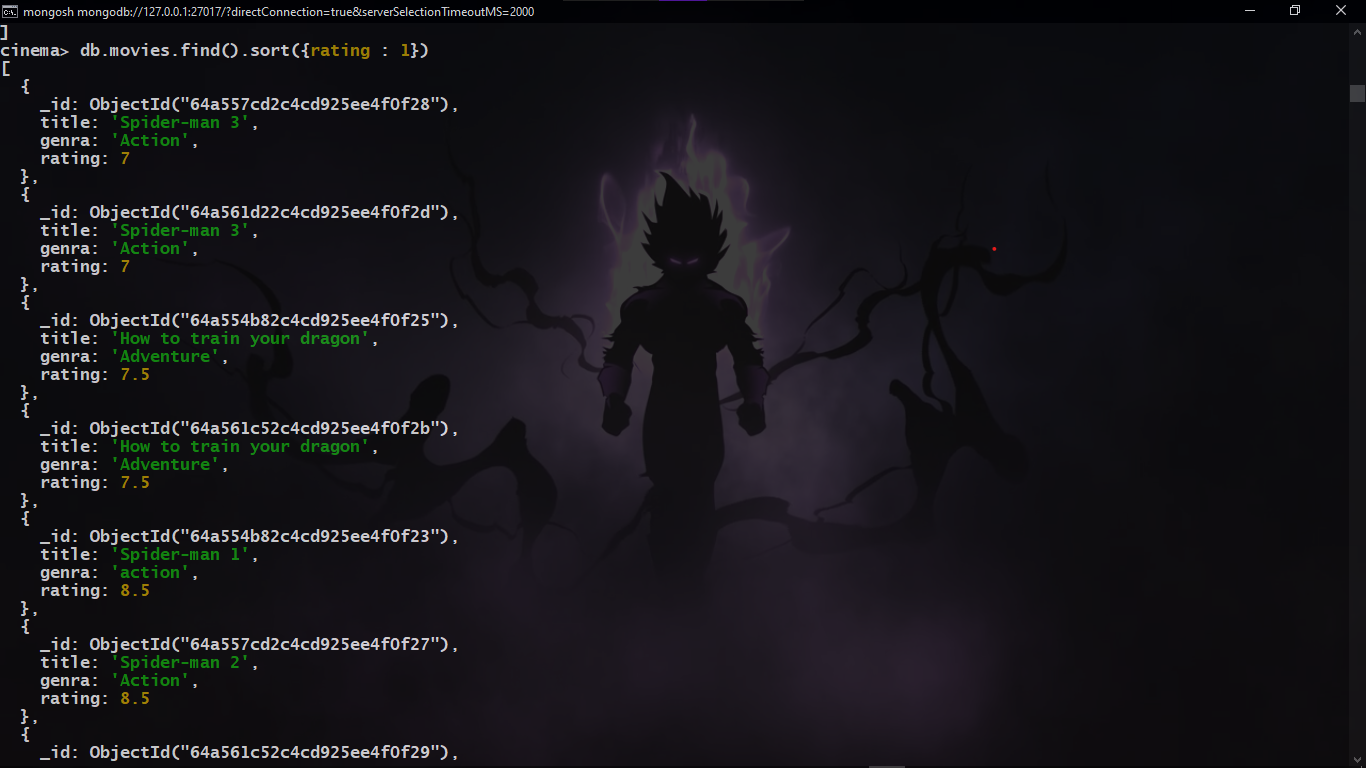 mongosh mongodb://127.0.0.1:27017/?directConnection=true&serverSelectionTimeoutMS=2000
]
cinema> db.movies.find().sort({rating : 1})
[
  {
    _id: ObjectId("64a557cd2c4cd925ee4f0f28"),
    title: 'Spider-man 3',
    genra: 'Action',
    rating: 7
  },
  {
    _id: ObjectId("64a561d22c4cd925ee4f0f2d"),
    title: 'Spider-man 3',
    genra: 'Action',
    rating: 7
  },
  {
    _id: ObjectId("64a554b82c4cd925ee4f0f25"),
    title: 'How to train your dragon',
    genra: 'Adventure',
    rating: 7.5
  },
  {
    _id: ObjectId("64a561c52c4cd925ee4f0f2b"),
    title: 'How to train your dragon',
    genra: 'Adventure',
    rating: 7.5
  },
  {
    _id: ObjectId("64a554b82c4cd925ee4f0f23"),
    title: 'Spider-man 1',
    genra: 'action',
    rating: 8.5
  },
  {
    _id: ObjectId("64a557cd2c4cd925ee4f0f27"),
    title: 'Spider-man 2',
    genra: 'Action',
    rating: 8.5
  },
  {
    _id: ObjectId("64a561c52c4cd925ee4f0f29"),